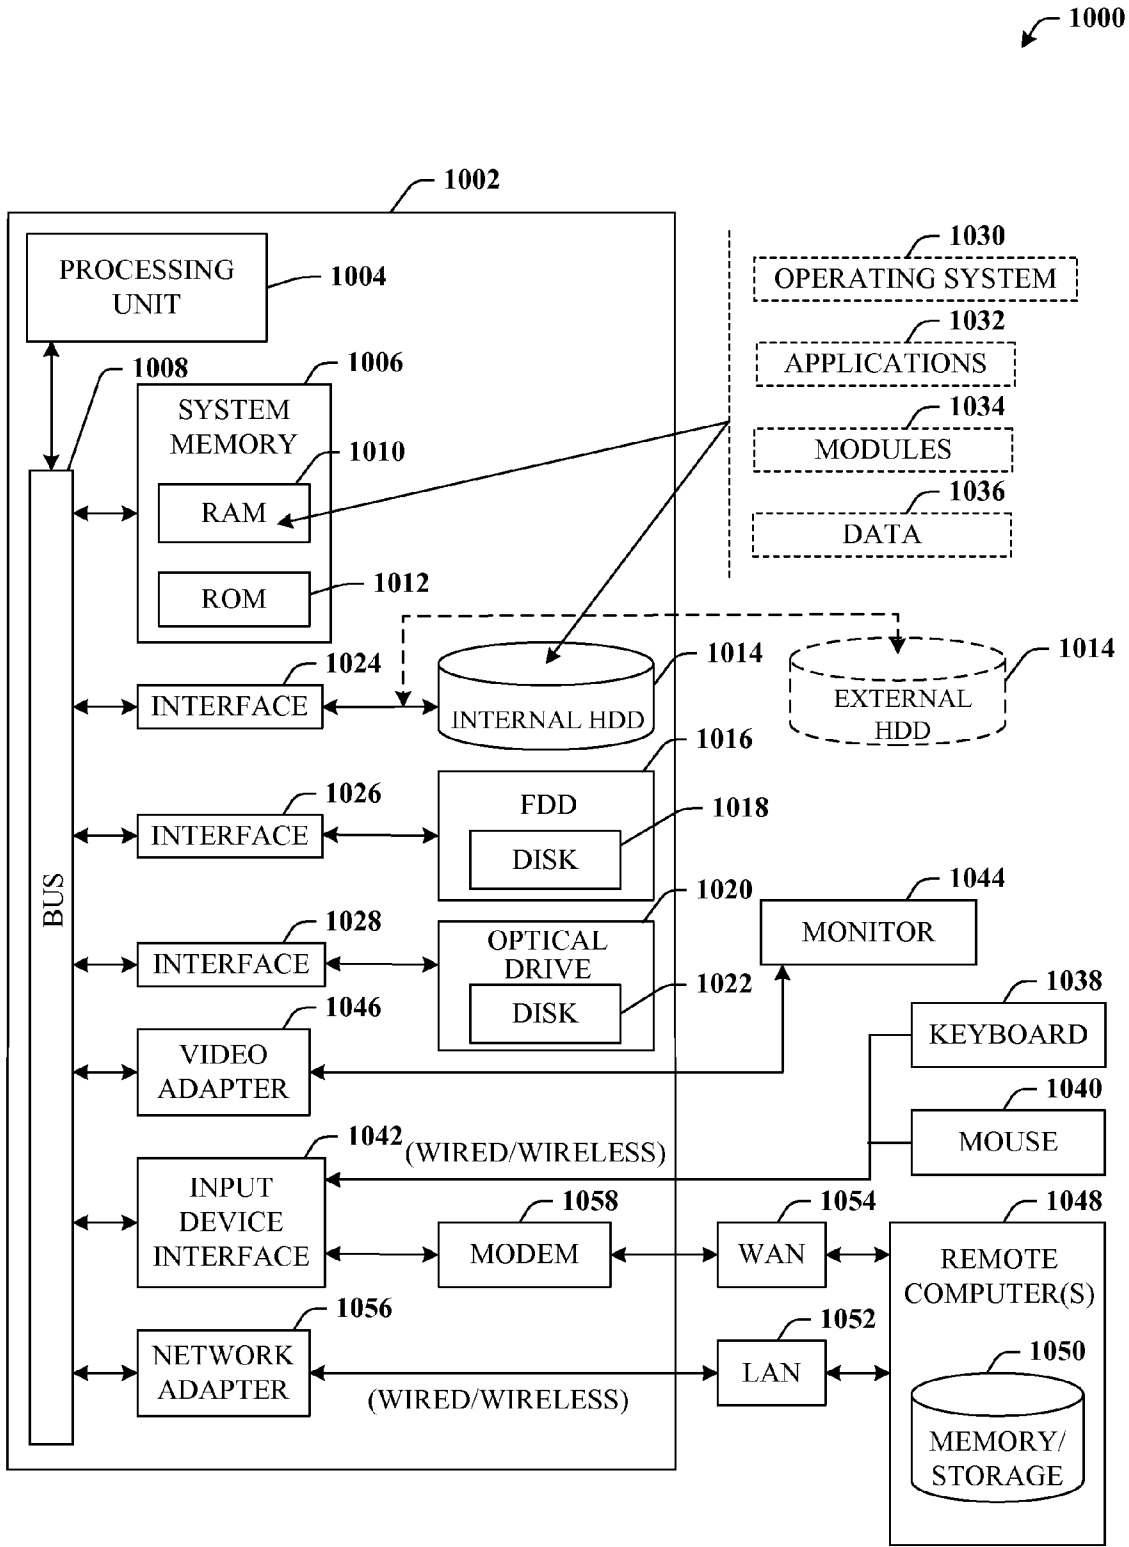 1000
1002
PROCESSING
UNIT
1004
1030
OPERATING SYSTEM
1032
APPLICATIONS
1034
MODULES
1036
DATA
1008
1006
SYSTEM
MEMORY
1010
RAM
1012
ROM
BUS
1024
INTERFACE
1014
INTERNAL HDD
1014
EXTERNAL
HDD
1026
INTERFACE
1016
FDD
1018
DISK
1028
INTERFACE
1020
OPTICAL
DRIVE
1022
DISK
1044
MONITOR
1046
VIDEO
ADAPTER
1038
KEYBOARD
1040
MOUSE
1042
(WIRED/WIRELESS)
INPUT
DEVICE
INTERFACE
1058
MODEM
1054
WAN
1048
REMOTE
COMPUTER(S)
1056
NETWORK
ADAPTER
(WIRED/WIRELESS)
1052
LAN
1050
MEMORY/
STORAGE